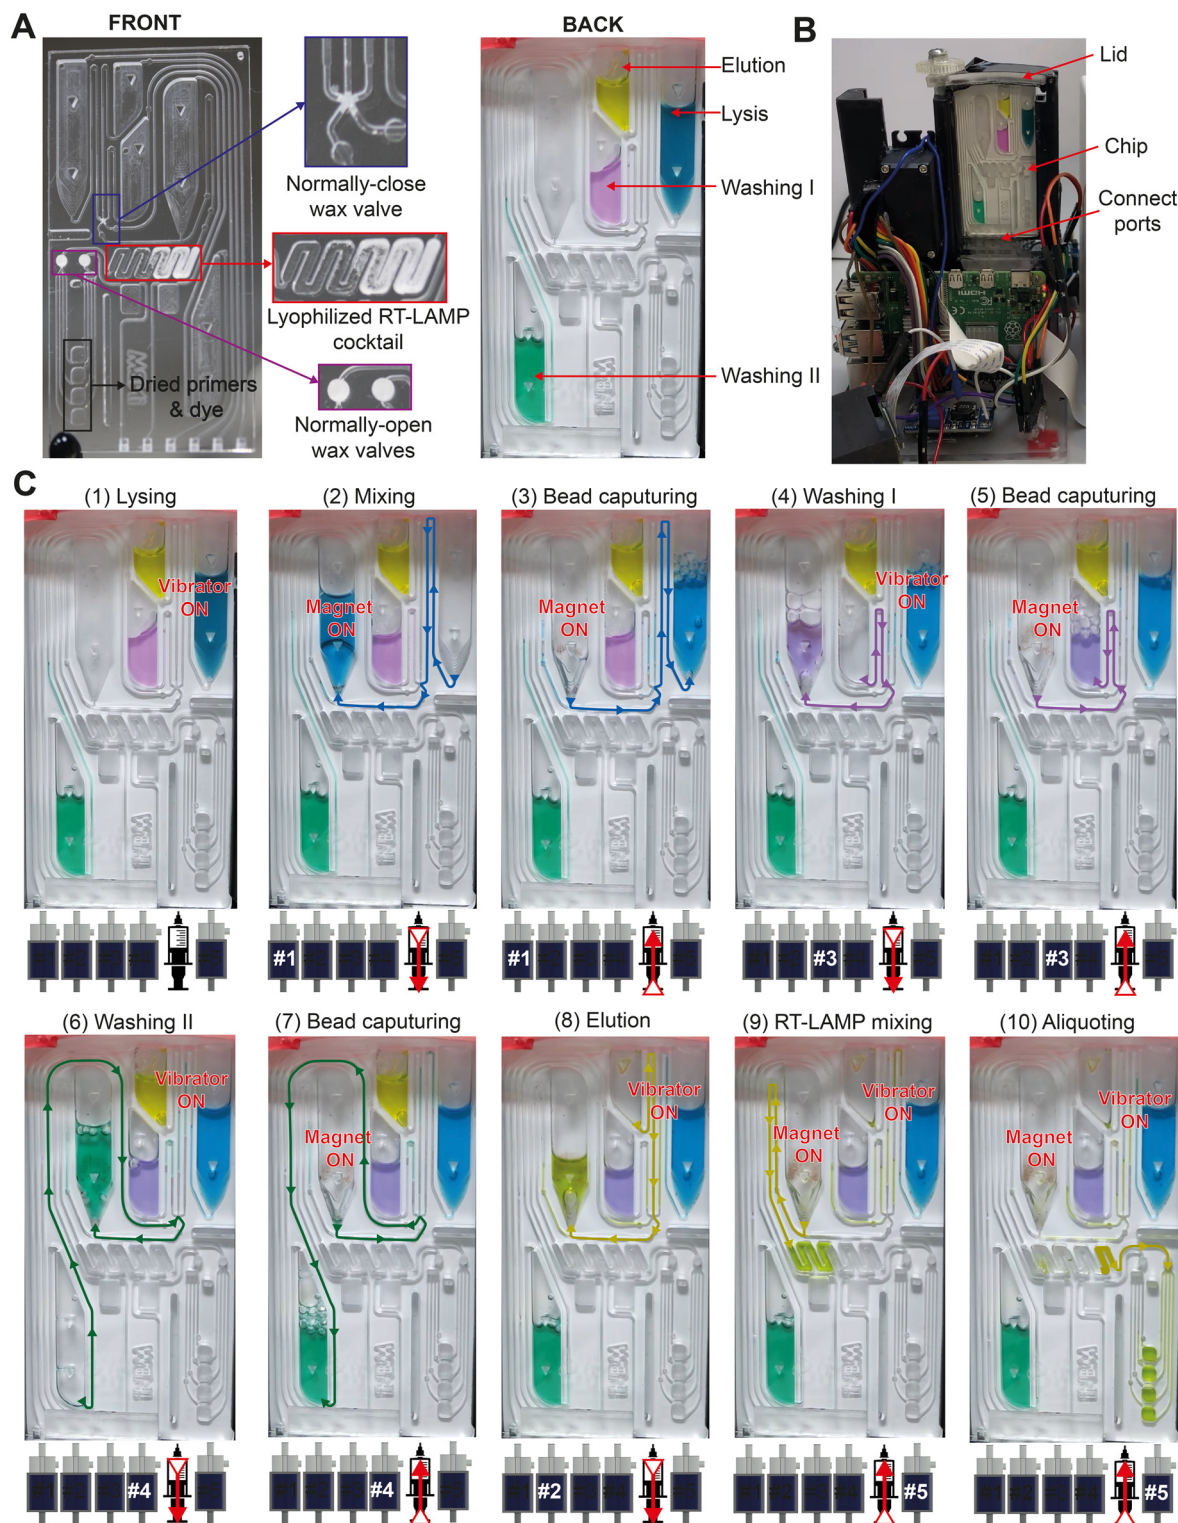 A
FRONT
BACK
B
Elution
Lysis
Washing I
Washing II
Normally-close
wax valve
Lyophilized RT-LAMP
cocktail
Dried primers
& dye
Normally-open
wax valves
Lid
Chip
Connect
ports
HDMI
C
(1) Lysing
(2) Mixing
(3) Bead caputuring
(4) Washing I
(5) Bead caputuring
Vibrator
ON
Magnet
ON
Magnet
ON
Vibrator
ON
Magnet
ON
#1
#1
#3
#3
(6) Washing II
(7) Bead caputuring
(8) Elution
(9) RT-LAMP mixing
(10) Aliquoting
Vibrator
ON
Magnet
ON
Vibrator
ON
Vibrator
ON
Magnet
ON
Vibrator
ON
Magnet
ON
#4
#4
#2
#5
#5